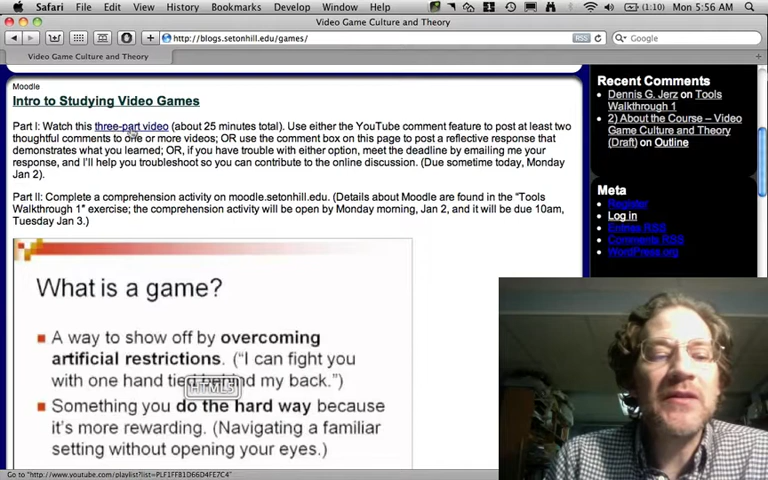 Safari File Edit View History Bookmarks Develop Window Help (1:10) Mon 5:56 AM
Video Game Culture and Theory
http://blogs.setonhill.edu/games/ RSS Google
Video Game Culture and Theory
Moodle
Intro to Studying Video Games
Part I: Watch this three-part video (about 25 minutes total). Use either the YouTube comment feature to post at least two
thoughtful comments to one or more videos; OR use the comment box on this page to post a reflective response that
demonstrates what you learned; OR, if you have trouble with either option, meet the deadline by emailing me your
response, and I'll help you troubleshoot so you can contribute to the online discussion. (Due sometime today, Monday
Jan 2).
Part II: Complete a comprehension activity on moodle.setonhill.edu. (Details about Moodle are found in the "Tools
Walkthrough 1" exercise; the comprehension activity will be open by Monday morning, Jan 2, and it will be due 10am,
Tuesday Jan 3.)
What is a game?
A way to show off by overcoming
artificial restrictions. ("I can fight you
with one hand tied behind my back.")
HTML5
Something you do the hard way because
it's more rewarding. (Navigating a familiar
setting without opening your eyes.)
Recent Comments
Dennis G. Jerz on Tools
Walkthrough 1
2) About the Course – Video
Game Culture and Theory
(Draft) on Outline
Meta
Register
Log in
Entries RSS
Comments RSS
WordPress.org
Go to "http://www.youtube.com/playlist?list=PLF1FFB1D66D4FE7C4"